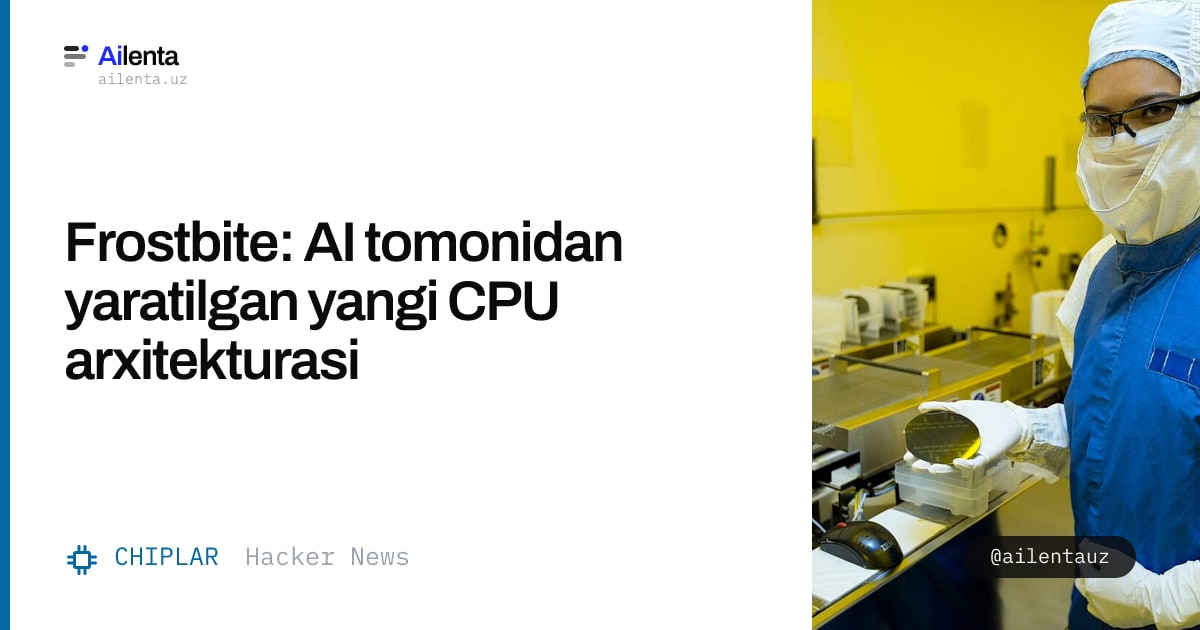 Ailenta
ailenta.uz
Frostbite: AI tomonidan
yaratilgan yangi CPU
arxitekturasi
CHIPLAR Hacker News
@ailentauz